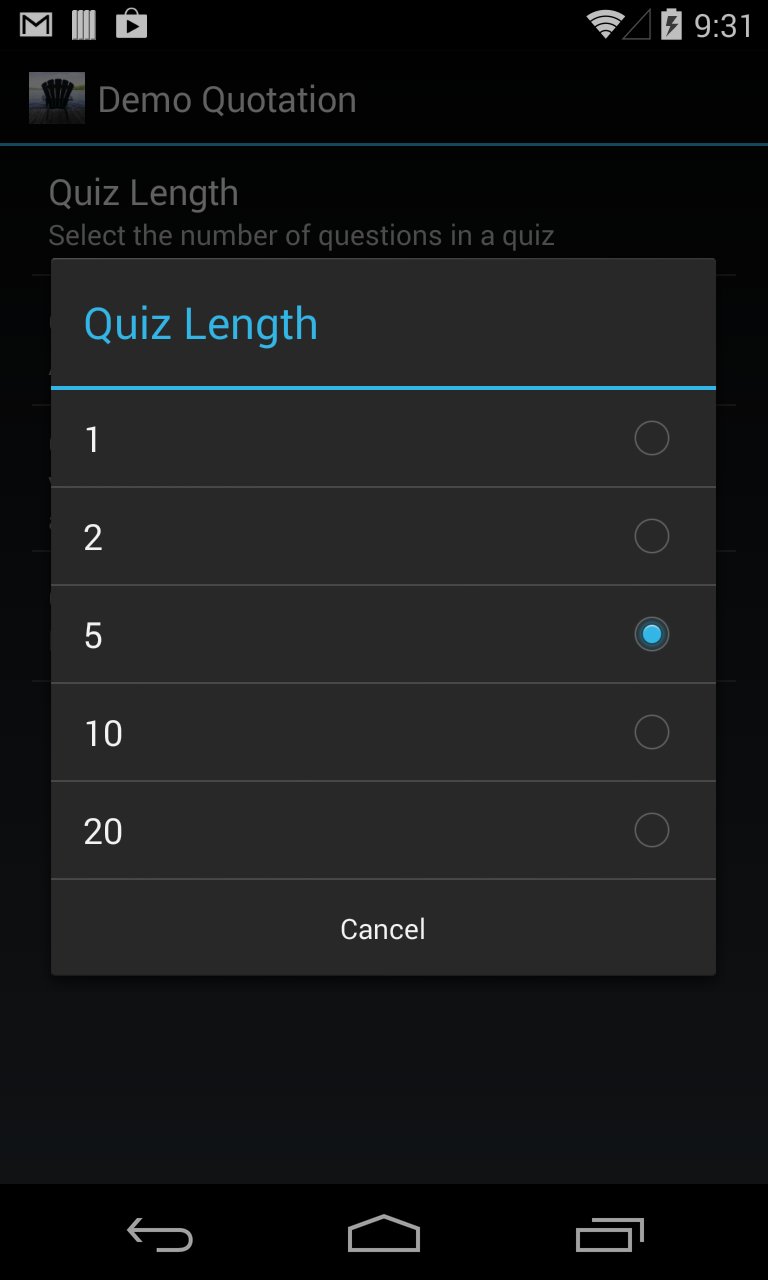 9:31
Demo Quotation
Quiz Length
Select the number of questions in a quiz
Quiz Length
1
2
5
10
20
Cancel